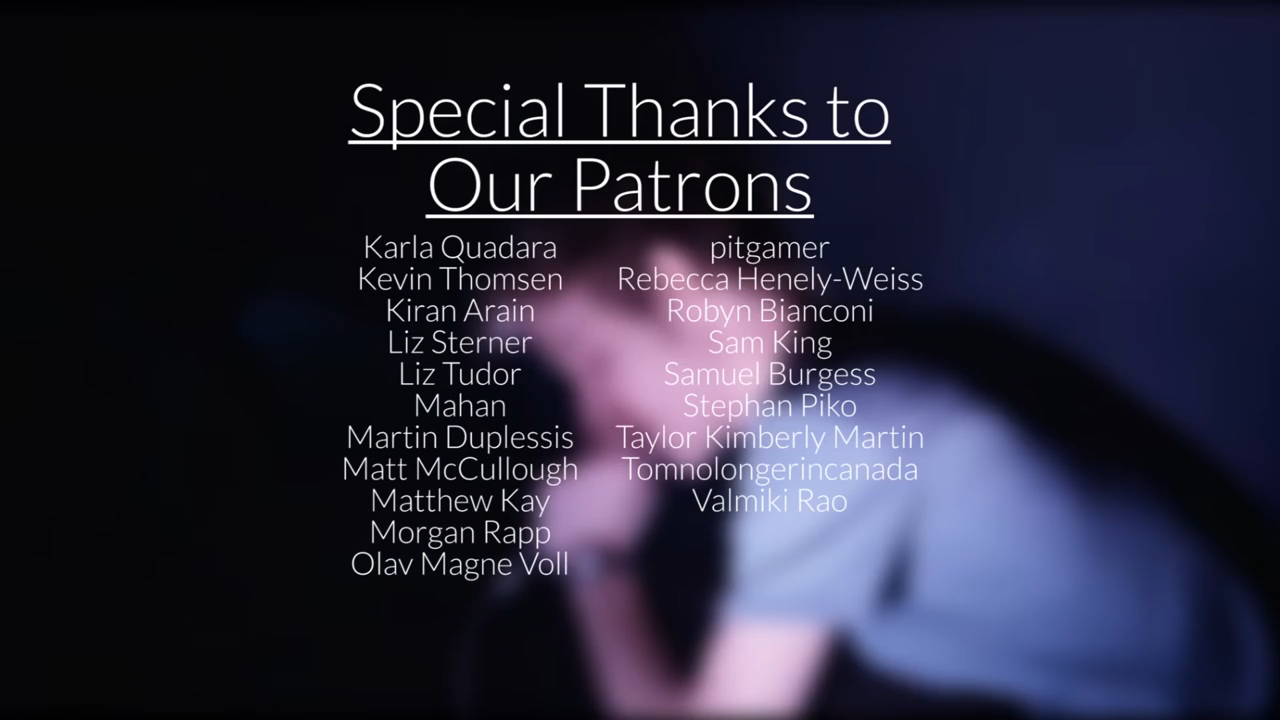 Special Thanks to
Our Patrons
Karla Quadara
Kevin Thomsen
Kiran Arain
Liz Sterner
Liz Tudor
Mahan
Martin Duplessis
Matt McCullough
Matthew Kay
Morgan Rapp
Olav Magne Voll
pitgamer
Rebecca Henely-Weiss
Robyn Bianconi
Sam King
Samuel Burgess
Stephan Piko
Taylor Kimberly Martin
Tomnolongerincanada
Valmiki Rao